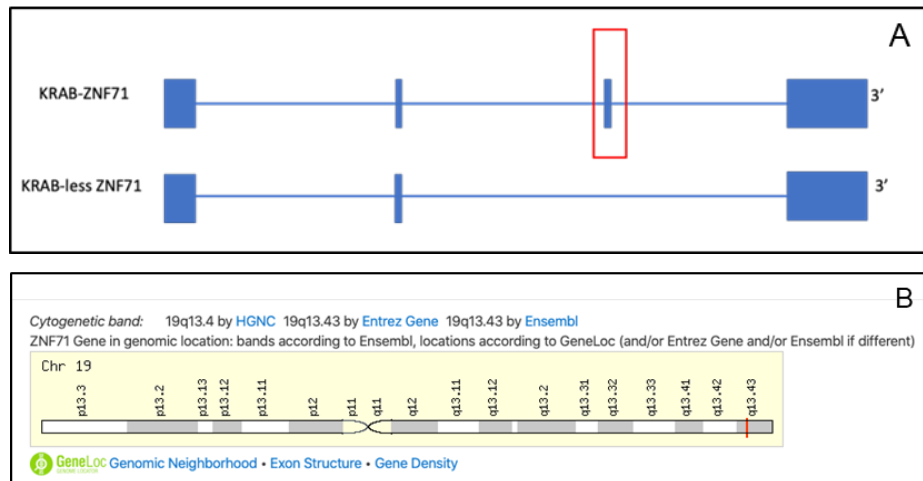 A
KRAB-ZNF71
3′
KRAB-less ZNF71
3′
B
Cytogenetic band: 19q13.4 by HGNC 19q13.43 by Entrez Gene 19q13.43 by Ensembl
ZNF71 Gene in genomic location: bands according to Ensembl, locations according to GeneLoc (and/or Entrez Gene and/or Ensembl if different)
Chr 19
p13.3 p13.2 p13.13 p13.12 p13.11 p12 p11 q11 q12 q13.11 q13.12 q13.2 q13.31 q13.32 q13.33 q13.41 q13.42 q13.43
GeneLoc Genomic Neighborhood • Exon Structure • Gene Density